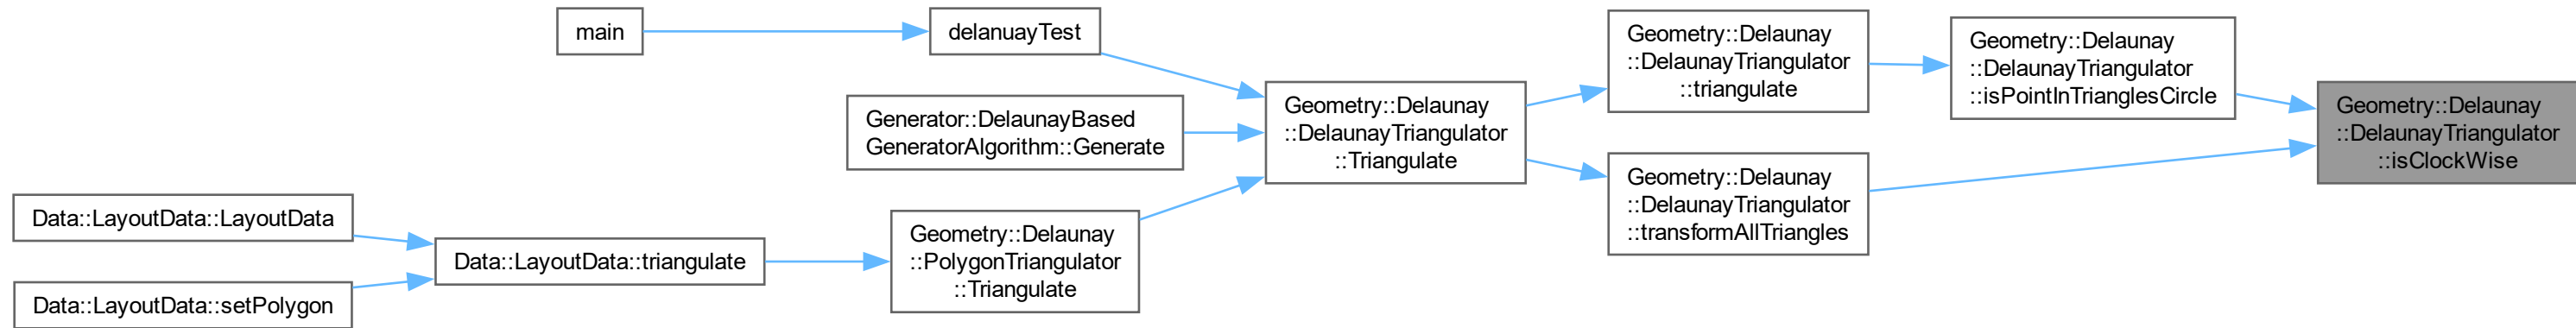 main
delanuayTest
Geometry::Delaunay
::DelaunayTriangulator
::triangulate
Geometry::Delaunay
::DelaunayTriangulator
::isPointInTrianglesCircle
Generator::DelaunayBased
GeneratorAlgorithm::Generate
Geometry::Delaunay
::DelaunayTriangulator
::Triangulate
Geometry::Delaunay
::DelaunayTriangulator
::isClockWise
Geometry::Delaunay
::DelaunayTriangulator
::transformAllTriangles
Data::LayoutData::LayoutData
Data::LayoutData::triangulate
Geometry::Delaunay
::PolygonTriangulator
::Triangulate
Data::LayoutData::setPolygon